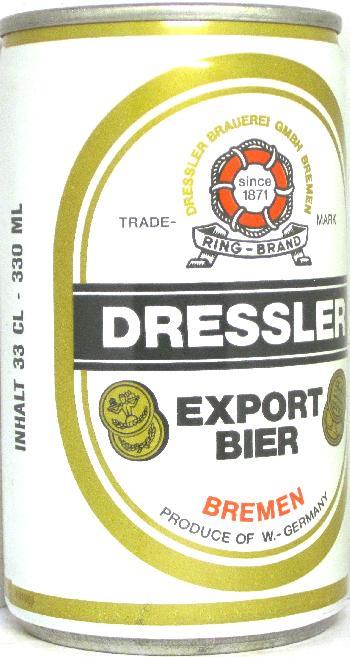 DRESSLER BRAUEREI GMBH BREMEN
since
1871
TRADE- MARK
RING-BRAND
DRESSLER
EXPORT
BIER
BREMEN
PRODUCE OF W.-GERMANY
INHALT 33 CL - 330 ML